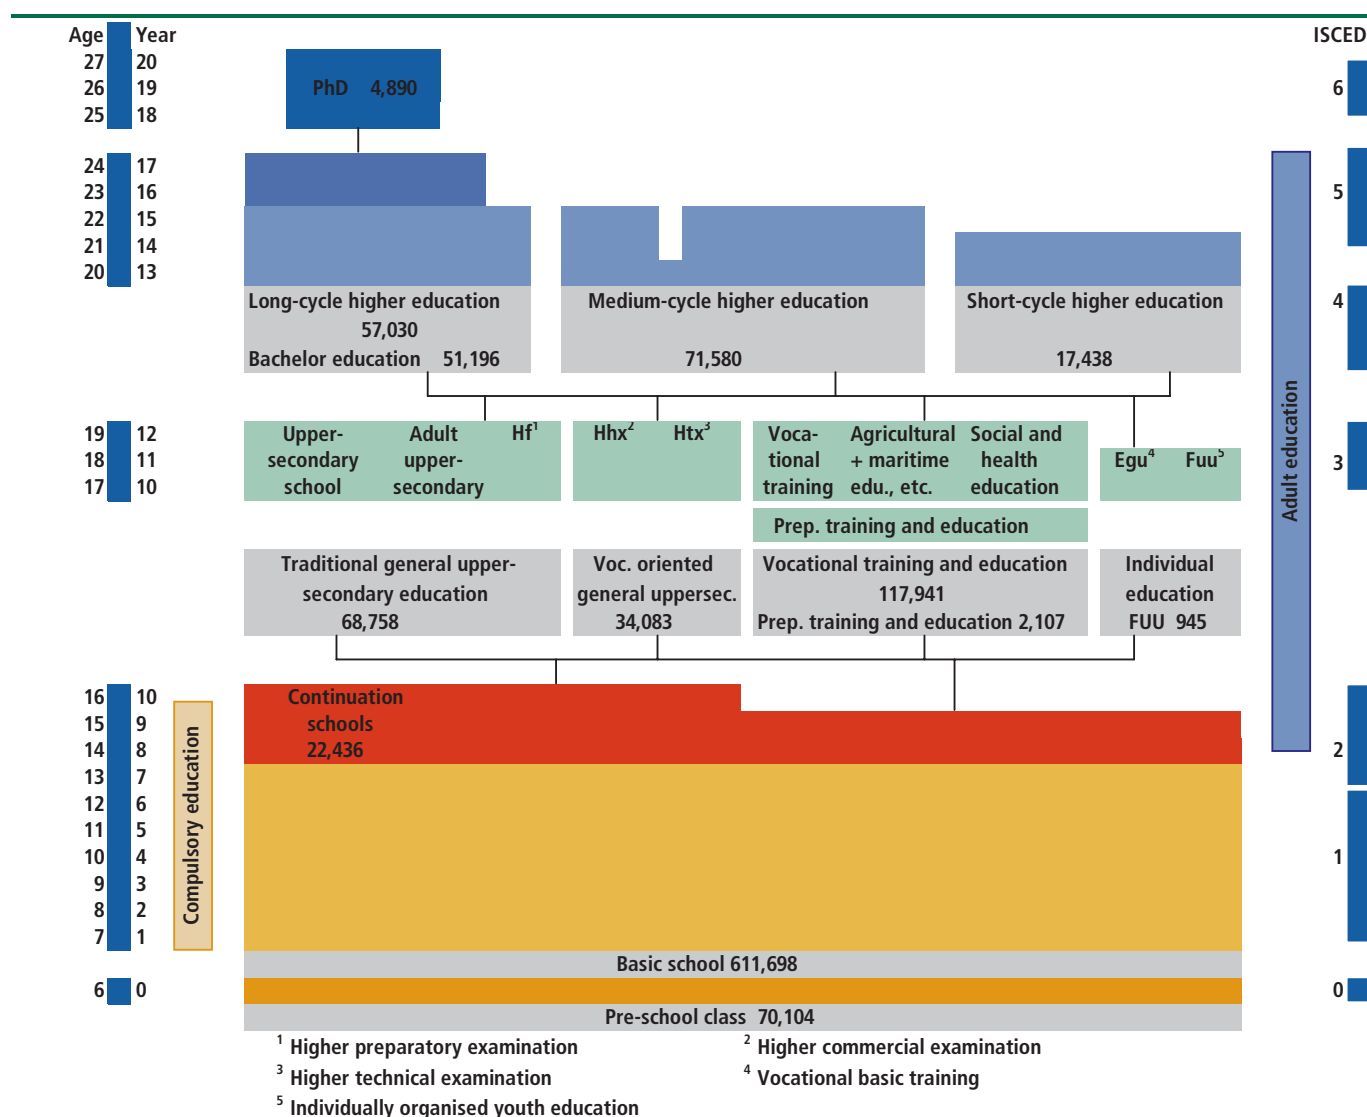 Age Year ISCED
27 20
26 19 PhD 4,890 6
25 18
24 17
23 16 5
22 15
21 14
20 13
Long-cycle higher education Medium-cycle higher education Short-cycle higher education 4
57,030
Bachelor education 51,196 71,580 17,438
19 12 Upper- Adult Hf1 Hhx2 Htx3 Voca- Agricultural Social and
18 11 secondary upper- tional + maritime health Egu4 Fuu5 3
17 10 school secondary training edu., etc. education
Adult education
Prep. training and education
Traditional general upper- Voc. oriented Vocational training and education Individual
secondary education general uppersec. 117,941 education
68,758 34,083 Prep. training and education 2,107 FUU 945
16 10 Continuation
15 9 schools
14 8 22,436 2
13 7
12 6
11 5
10 4 1
9 3
8 2
7 1
Compulsory education
Basic school 611,698
6 0 0
Pre-school class 70,104
1 Higher preparatory examination 2 Higher commercial examination
3 Higher technical examination 4 Vocational basic training
5 Individually organised youth education